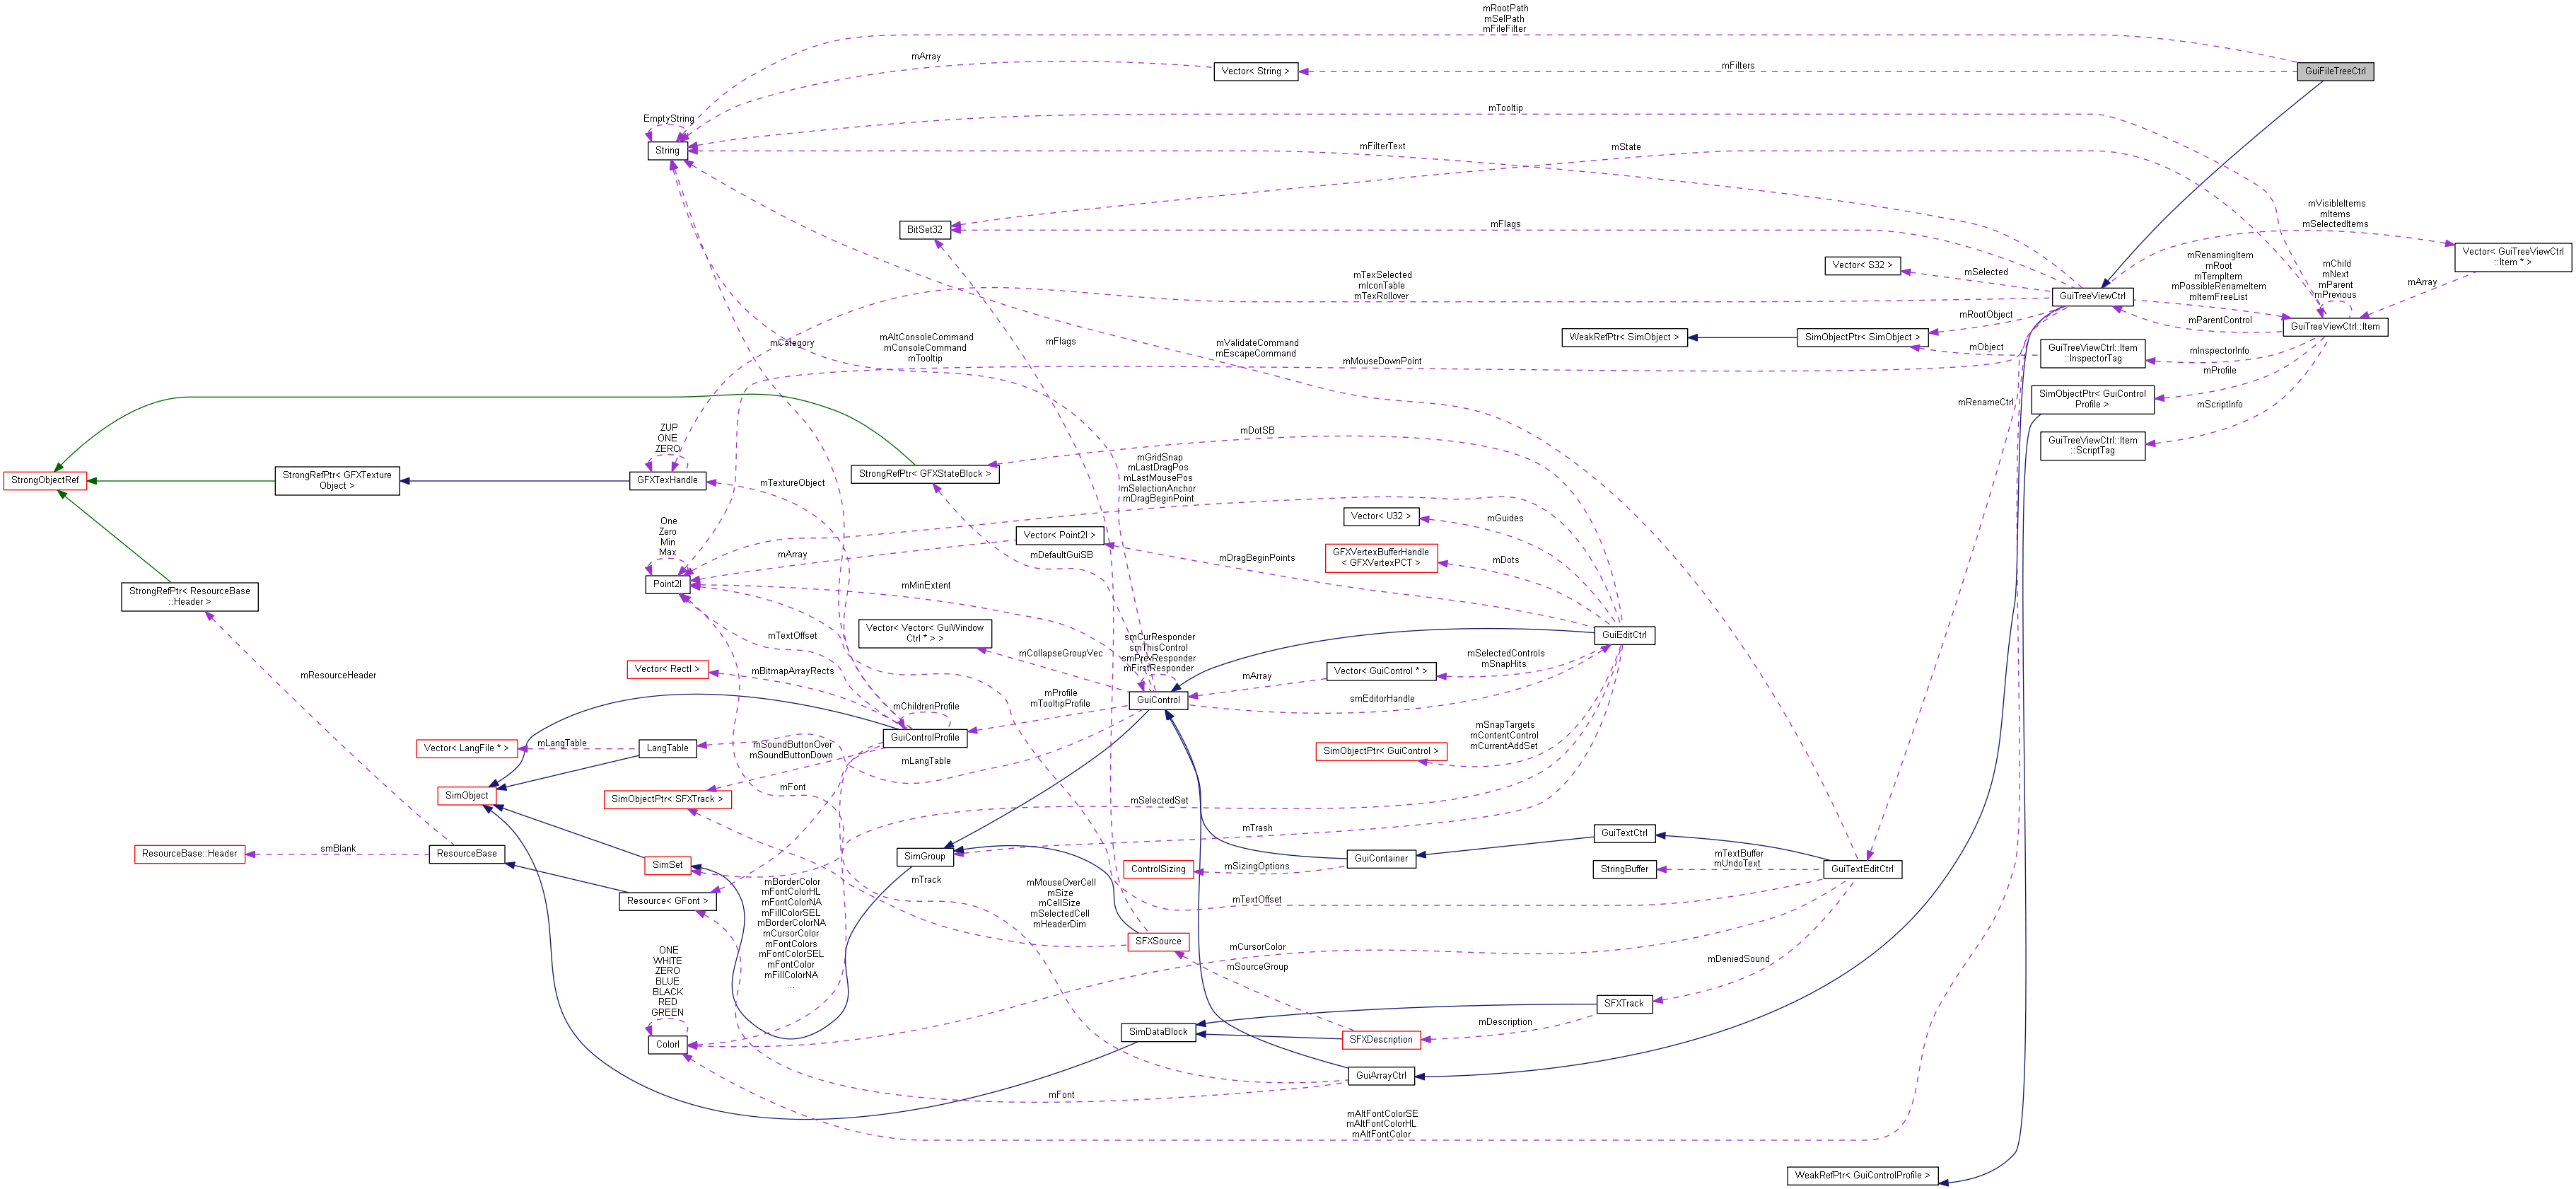 mRootPath
mSelPath
mFileFilter
mArray
Vector< String >
mFilters
GuiFileTreeCtrl
EmptyString
String
mTooltip
mFilterText
mState
BitSet32
mFlags
mVisibleItems
mItems
mSelectedItems
Vector< GuiTreeViewCtrl
::Item * >
Vector< S32 >
mSelected
mRenamingItem
mRoot
mTempItem
mPossibleRenameItem
mItemFreeList
mChild
mNext
mParent
mPrevious
mArray
mTexSelected
mIconTable
mTexRollover
GuiTreeViewCtrl
mRootObject
mParentControl
GuiTreeViewCtrl::Item
WeakRefPtr< SimObject >
SimObjectPtr< SimObject >
mObject
GuiTreeViewCtrl::Item
::InspectorTag
mInspectorInfo
mCategory
mAltConsoleCommand
mConsoleCommand
mTooltip
mFlags
mValidateCommand
mEscapeCommand
mMouseDownPoint
mProfile
SimObjectPtr< GuiControl
Profile >
mRenameCtrl
mScriptInfo
GuiTreeViewCtrl::Item
::ScriptTag
ZUP
ONE
ZERO
mDotSB
StrongObjectRef
StrongRefPtr< GFXTexture
Object >
GFXTexHandle
mTextureObject
StrongRefPtr< GFXStateBlock >
mGridSnap
mLastDragPos
mLastMousePos
mSelectionAnchor
mDragBeginPoint
Vector< U32 >
mGuides
One
Zero
Min
Max
Vector< Point2I >
mArray
mDefaultGuiSB
mDragBeginPoints
GFXVertexBufferHandle
< GFXVertexPCT >
mDots
Point2I
mMinExtent
StrongRefPtr< ResourceBase
::Header >
mTextOffset
Vector< Vector< GuiWindow
Ctrl * > >
mCollapseGroupVec
smCurResponder
smThisControl
smPrevResponder
smFirstResponder
GuiEditCtrl
Vector< RectI >
mBitmapArrayRects
mResourceHeader
Vector< GuiControl * >
mSelectedControls
mSnapHits
mArray
GuiControl
smEditorHandle
mProfile
mTooltipProfile
mChildrenProfile
GuiControlProfile
Vector< LangFile * >
mLangTable
LangTable
mSoundButtonOver
mSoundButtonDown
mLangTable
SimObjectPtr< GuiControl >
mSnapTargets
mContentControl
mCurrentAddSet
SimObject
SimObjectPtr< SFXTrack >
mFont
mSelectedSet
mTrash
GuiTextCtrl
ResourceBase::Header
smBlank
ResourceBase
SimSet
SimGroup
ControlSizing
mSizingOptions
GuiContainer
StringBuffer
mTextBuffer
mUndoText
GuiTextEditCtrl
Resource< GFont >
mTrack
mBorderColor
mFontColorHL
mFontColorNA
mFillColorSEL
mBorderColorNA
mCursorColor
mFontColors
mFontColorSEL
mFontColor
mFillColorNA
...
mMouseOverCell
mSize
mCellSize
mSelectedCell
mHeaderDim
mTextOffset
SFXSource
mCursorColor
mSourceGroup
mDeniedSound
ONE
WHITE
ZERO
BLUE
BLACK
RED
GREEN
ColorI
SimDataBlock
SFXTrack
mDescription
SFXDescription
GuiArrayCtrl
mFont
mAltFontColorSE
mAltFontColorHL
mAltFontColor
WeakRefPtr< GuiControlProfile >